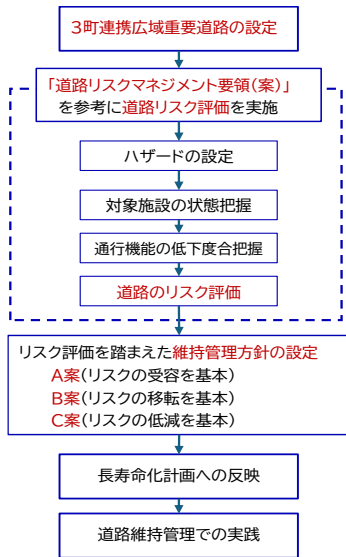 3町連携広域重要道路の設定
「道路リスクマネジメント要領(案)」
を参考に道路リスク評価を実施
ハザードの設定
対象施設の状態把握
通行機能の低下度合把握
道路のリスク評価
リスク評価を踏まえた維持管理方針の設定
A案(リスクの受容を基本)
B案(リスクの移転を基本)
C案(リスクの低減を基本)
長寿命化計画への反映
道路維持管理での実践